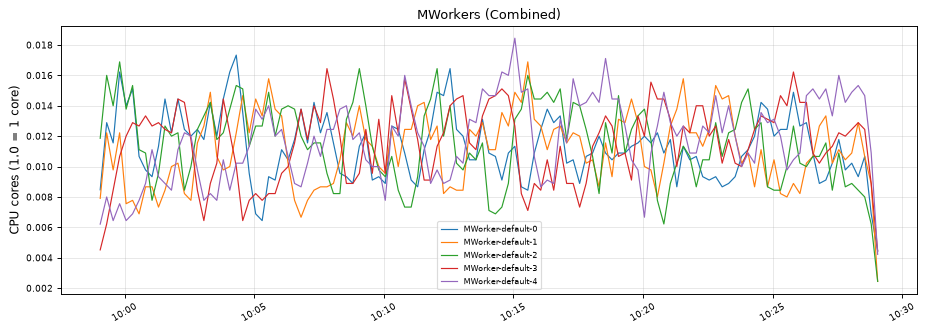 MWorkers (Combined)
CPU cores (1.0 = 1 core)
0.018
0.016
0.014
0.012
0.010
0.008
0.006
0.004
0.002
MWorker-default-0
MWorker-default-1
MWorker-default-2
MWorker-default-3
MWorker-default-4
10:00
10:05
10:10
10:15
10:20
10:25
10:30